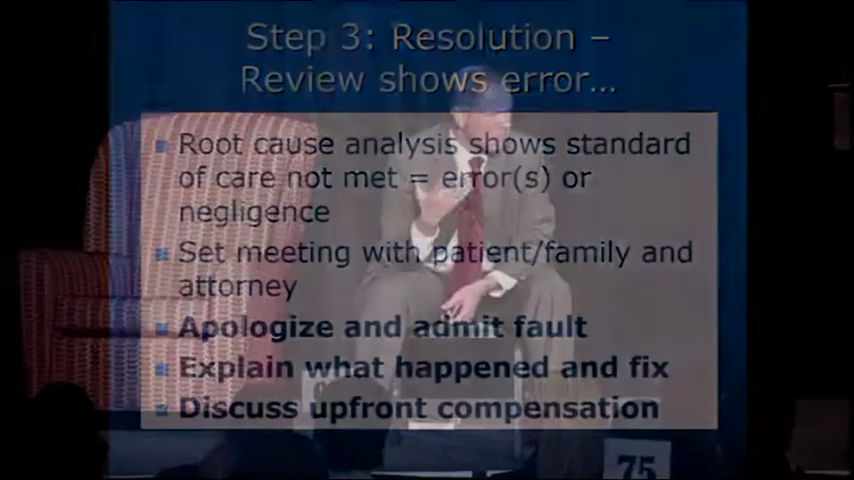 Step 3: Resolution –
Review shows error...
Root cause analysis shows standard
of care not met = error(s) or
negligence
Set meeting with patient/family and
attorney
Apologize and admit fault
Explain what happened and fix
Discuss upfront compensation
75